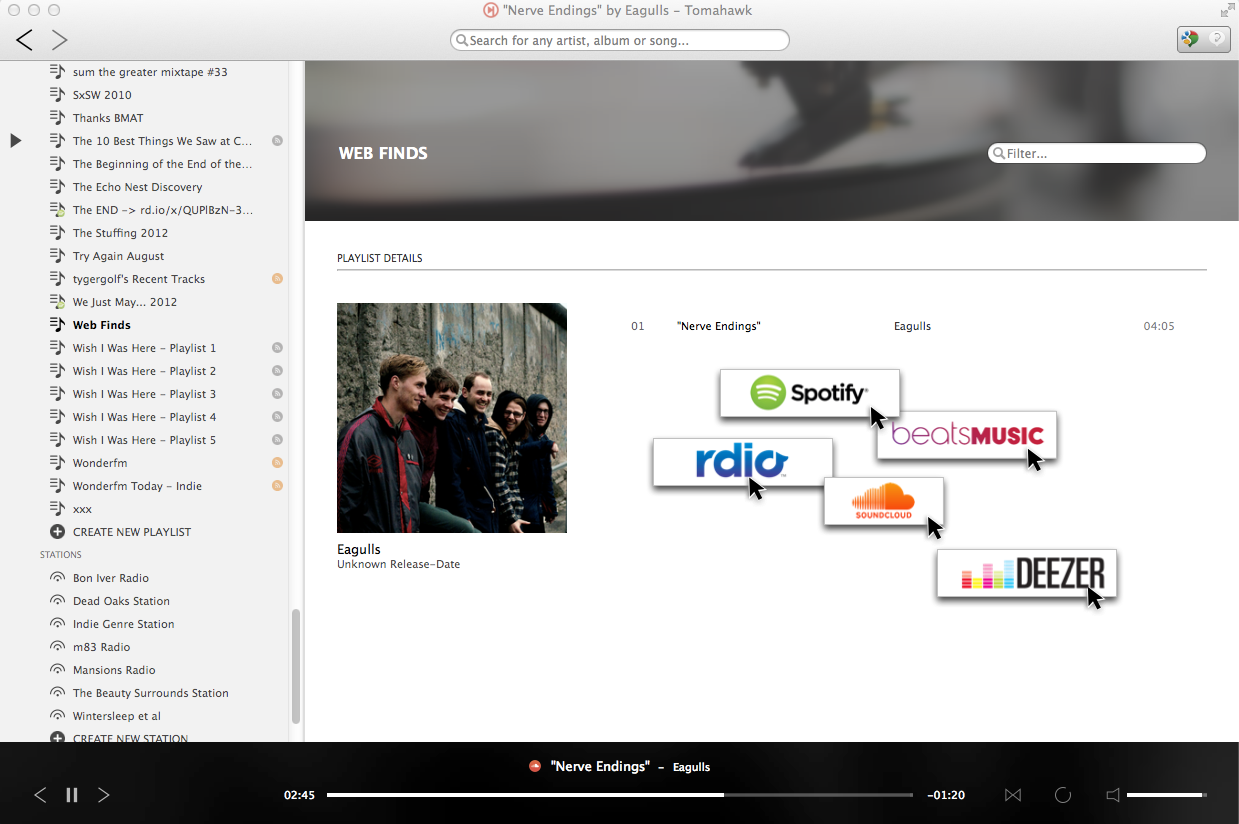 "Nerve Endings" by Eagulls – Tomahawk
Search for any artist, album or song...
sum the greater mixtape #33
SxSW 2010
Thanks BMAT
The 10 Best Things We Saw at C...
The Beginning of the End of the...
The Echo Nest Discovery
The END -> rd.io/x/QUPlBzN-3...
The Stuffing 2012
Try Again August
tygergolf's Recent Tracks
We Just May... 2012
Web Finds
Wish I Was Here – Playlist 1
Wish I Was Here – Playlist 2
Wish I Was Here – Playlist 3
Wish I Was Here – Playlist 4
Wish I Was Here – Playlist 5
Wonderfm
Wonderfm Today – Indie
xxx
CREATE NEW PLAYLIST
STATIONS
Bon Iver Radio
Dead Oaks Station
Indie Genre Station
m83 Radio
Mansions Radio
The Beauty Surrounds Station
Wintersleep et al
CREATE NEW STATION
WEB FINDS
Filter...
PLAYLIST DETAILS
Eagulls
Unknown Release-Date
01 "Nerve Endings" Eagulls 04:05
Spotify
beatsMUSIC
rdio
SOUNDCLOUD
DEEZER
"Nerve Endings" – Eagulls
02:45 -01:20